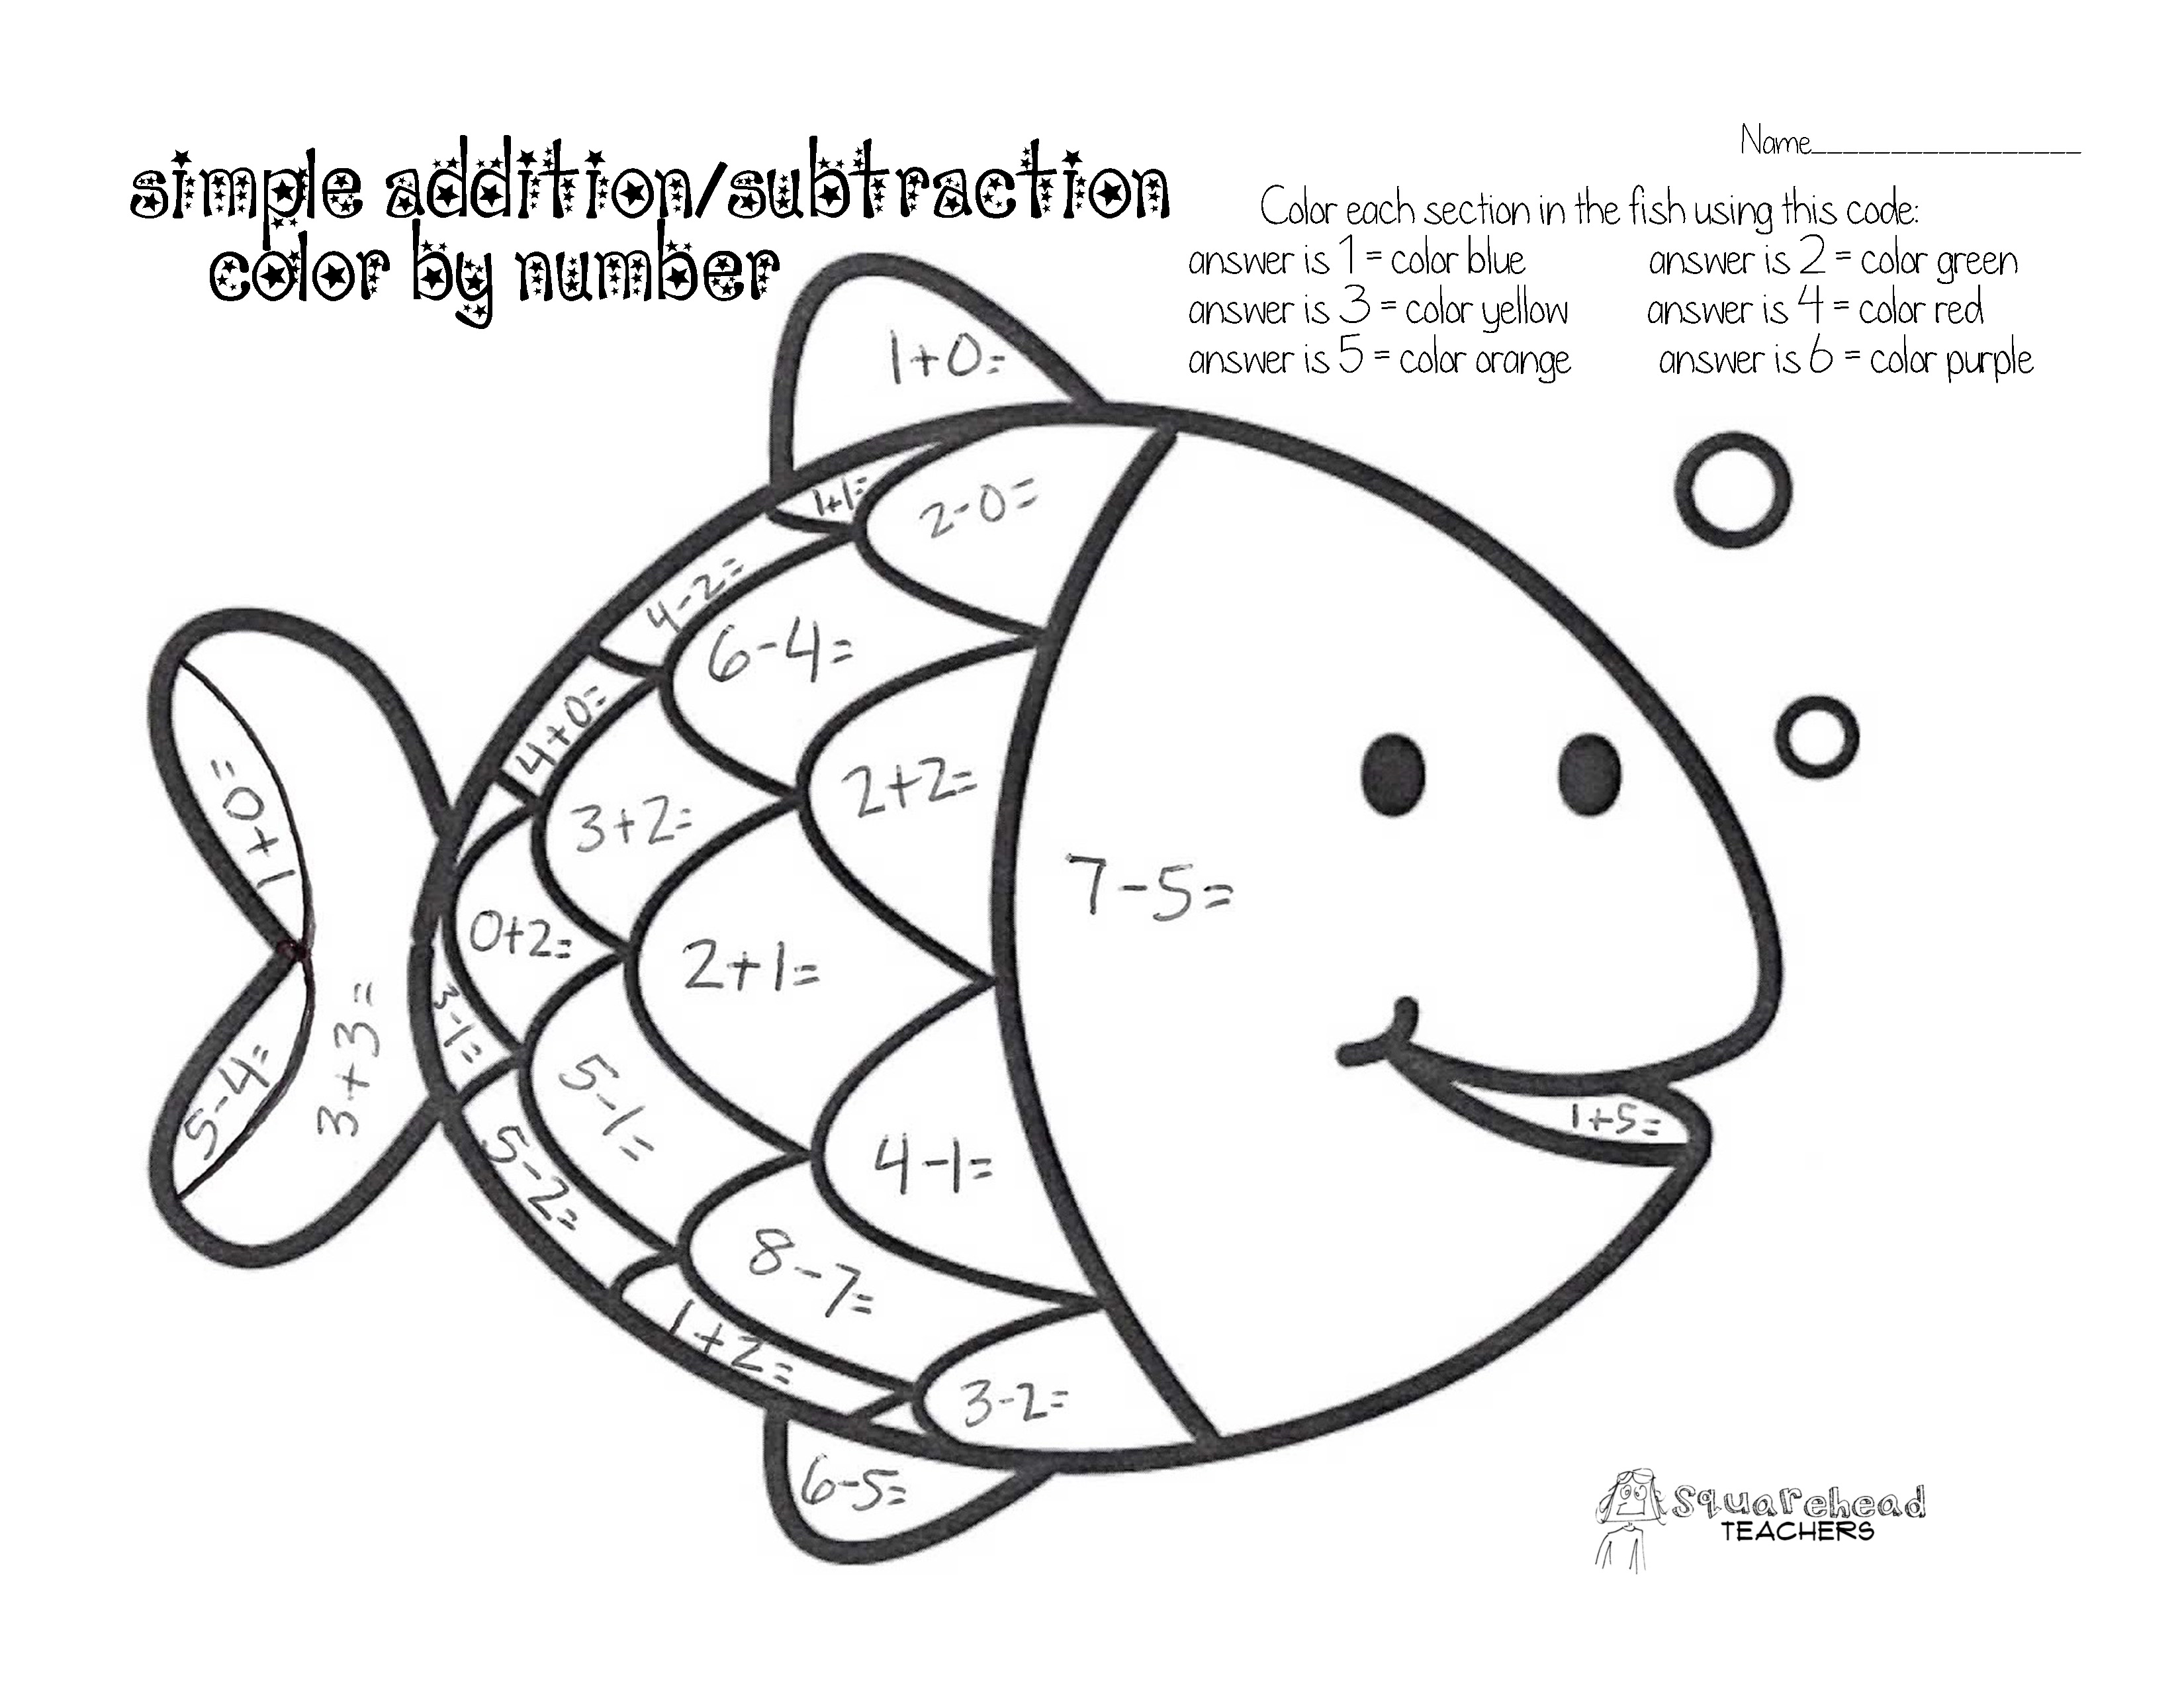 Name__________________
simple addition/subtraction
color by number
Color each section in the fish using this code:
answer is 1 = color blue
answer is 2 = color green
answer is 3 = color yellow
answer is 4 = color red
answer is 5 = color orange
answer is 6 = color purple
1+0=
1+1=
2-0=
4-2=
6-4=
4+0=
3+2=
2+2=
1+0=
7-5=
0+2=
2+1=
3-1=
5-4=
3+3=
5-1=
1+5=
5-2=
4-1=
8-7=
1+2=
3-2=
6-5=
Squarehead
TEACHERS